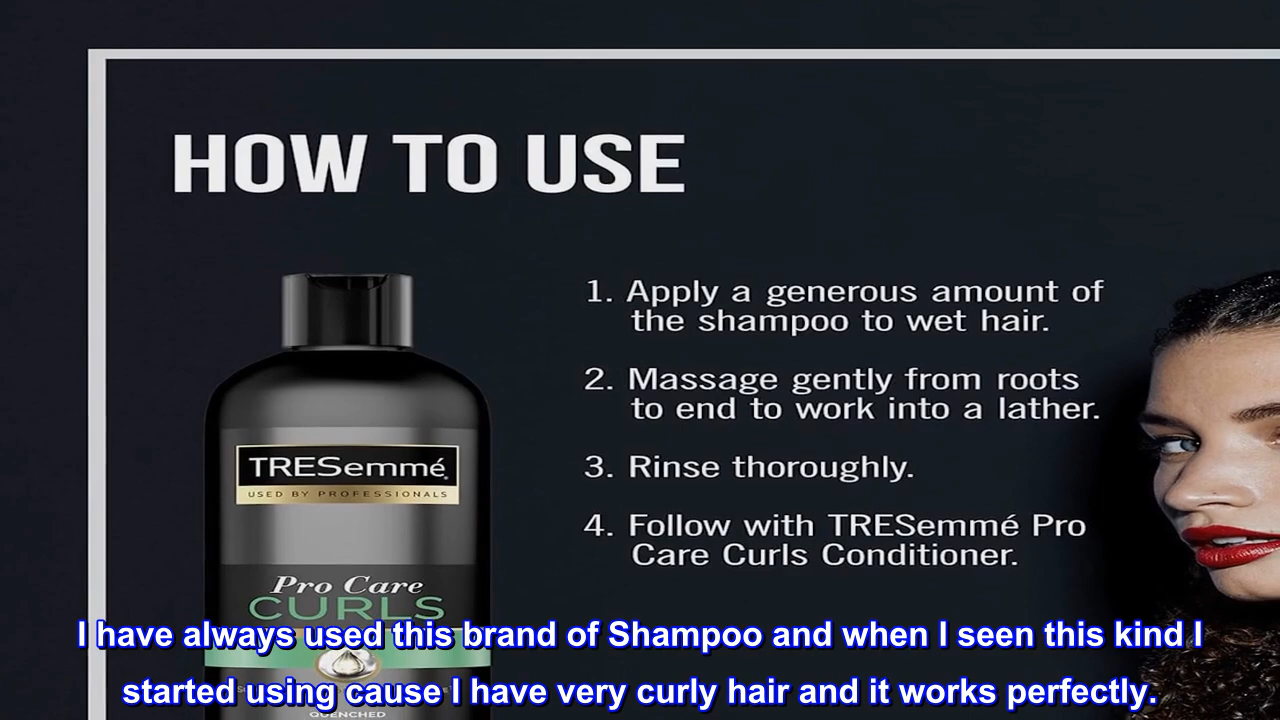 HOW TO USE
1. Apply a generous amount of
the shampoo to wet hair.
2. Massage gently from roots
to end to work into a lather.
3. Rinse thoroughly.
4. Follow with TRESemmé Pro
Care Curls Conditioner.
TRESemmé
USED BY PROFESSIONALS
Pro Care
CURLS
I have always used this brand of Shampoo and when I seen this kind I
started using cause I have very curly hair and it works perfectly.
QUENCHED